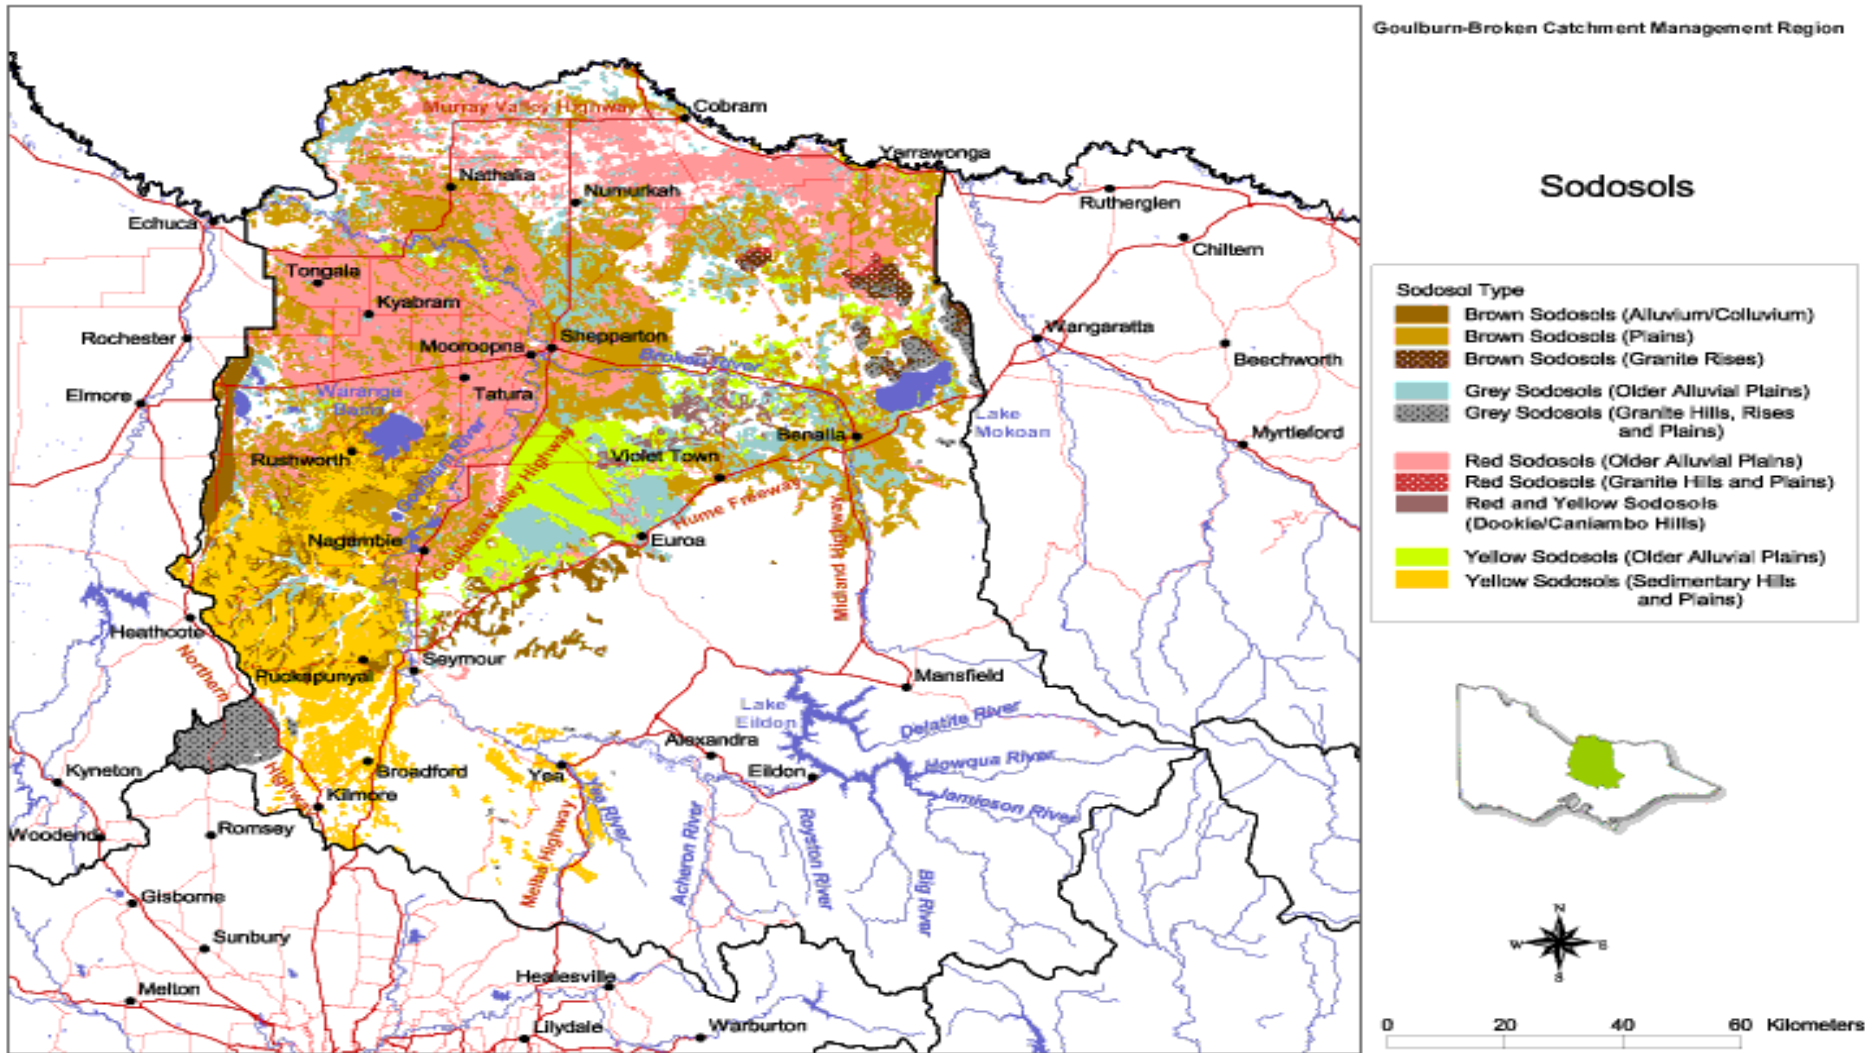 Goulburn-Broken Catchment Management Region
Sodosols
Sodosol Type
Brown Sodosols (Alluvium/Colluvium)
Brown Sodosols (Plains)
Brown Sodosols (Granite Rises)
Grey Sodosols (Older Alluvial Plains)
Grey Sodosols (Granite Hills, Rises
and Plains)
Red Sodosols (Older Alluvial Plains)
Red Sodosols (Granite Hills and Plains)
Red and Yellow Sodosols
(Dookie/Caniambo Hills)
Yellow Sodosols (Older Alluvial Plains)
Yellow Sodosols (Sedimentary Hills
and Plains)
N
W
E
S
0 20 40 60 Kilometers
Murray Valley Highway
Cobram
Yarrawonga
Nathalia
Numurkah
Rutherglen
Echuca
Chiltern
Tongala
Kyabram
Rochester
Mooroopna
Shepparton
Broken River
Wangaratta
Beechworth
Elmore
Waranga
Basin
Tatura
Lake
Mokoan
Benalla
Myrtleford
Rushworth
Goulburn River
Goulburn Valley Highway
Violet Town
Hume Freeway
Midland Highway
Nagambie
Euroa
Heathcote
Northern
Highway
Puckapunyal
Seymour
Mansfield
Lake
Eildon
Delatite River
Alexandra
Howqua River
Kyneton
Broadford
Yea
Eildon
Jamioson River
Kilmore
Yea River
Melba Highway
Acheron River
Royston River
Big River
Woodend
Romsey
Gisborne
Sunbury
Melton
Healesville
Lilydale
Warburton